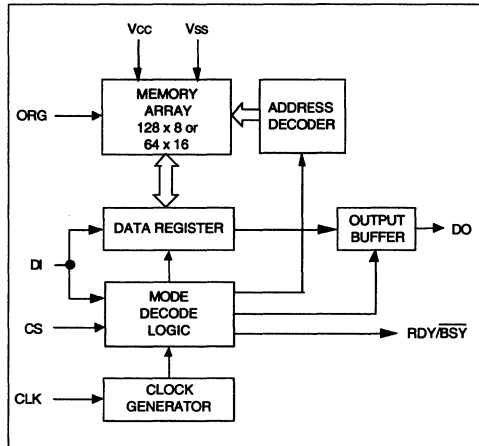 Vcc Vss
MEMORY
ARRAY
128 x 8 or
64 x 16
ADDRESS
DECODER
ORG
DATA REGISTER
OUTPUT
BUFFER
DO
DI
MODE
DECODE
LOGIC
CS
RDY/BSY
CLOCK
GENERATOR
CLK